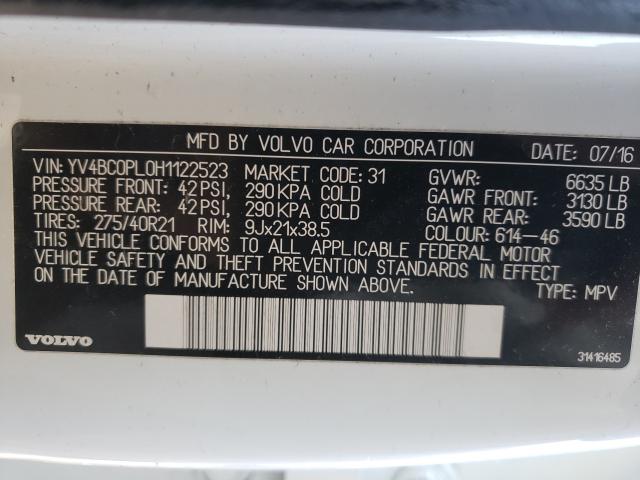 MFD BY VOLVO CAR CORPORATION DATE: 07/16
VIN: YV4BC0PL0H1122523 MARKET CODE: 31 GVWR: 6635 LB
PRESSURE FRONT: 42 PSI, 290 KPA COLD GAWR FRONT: 3130 LB
PRESSURE REAR: 42 PSI, 290 KPA COLD GAWR REAR: 3590 LB
TIRES: 275/40R21 RIM: 9Jx21x38.5 COLOUR: 614-46
THIS VEHICLE CONFORMS TO ALL APPLICABLE FEDERAL MOTOR
VEHICLE SAFETY AND THEFT PREVENTION STANDARDS IN EFFECT
ON THE DATE OF MANUFACTURE SHOWN ABOVE. TYPE: MPV
VOLVO 31416485